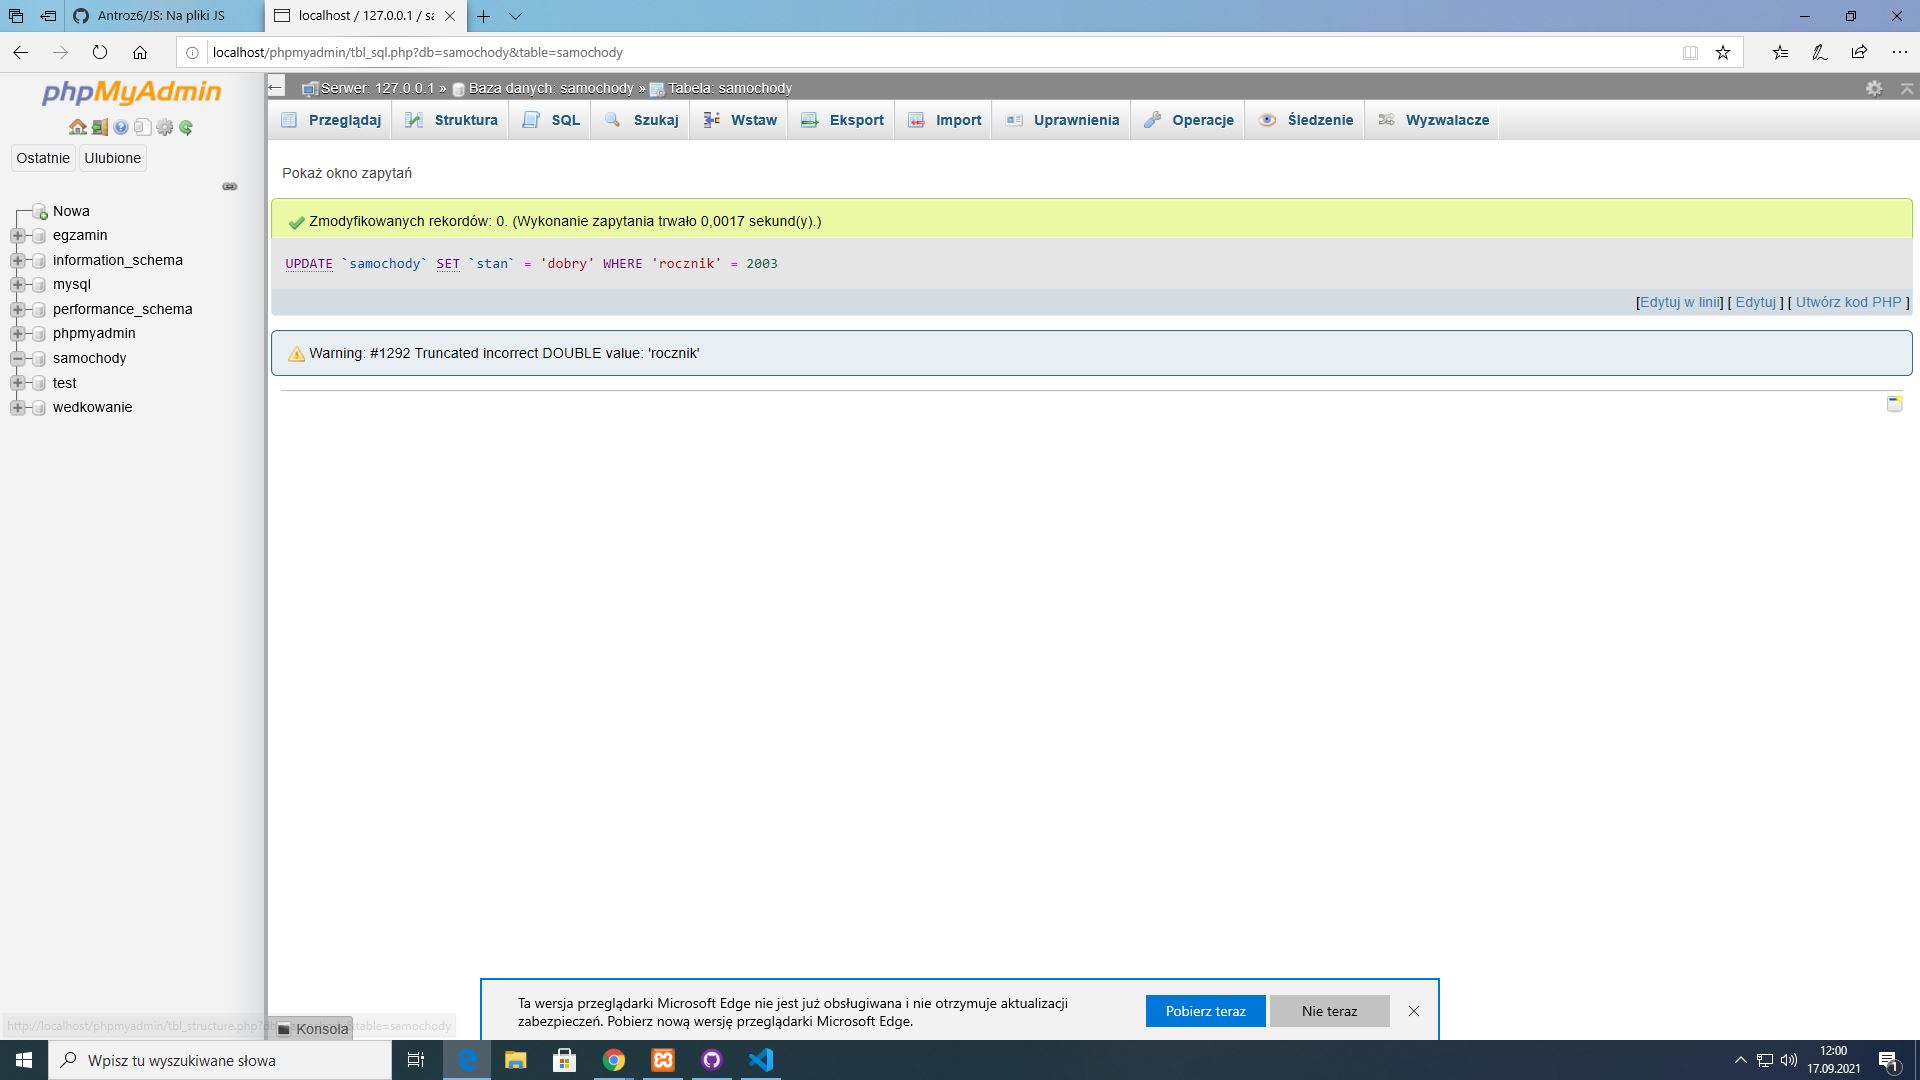 Antroz6/JS: Na pliki JS
localhost / 127.0.0.1 / sa
localhost/phpmyadmin/tbl_sql.php?db=samochody&table=samochody
phpMyAdmin
Serwer: 127.0.0.1 » Baza danych: samochody » Tabela: samochody
Przeglądaj Struktura SQL Szukaj Wstaw Eksport Import Uprawnienia Operacje Śledzenie Wyzwalacze
Ostatnie Ulubione
Nowa
egzamin
information_schema
mysql
performance_schema
phpmyadmin
samochody
test
wedkowanie
Pokaż okno zapytań
Zmodyfikowanych rekordów: 0. (Wykonanie zapytania trwało 0,0017 sekund(y).)
UPDATE `samochody` SET `stan` = 'dobry' WHERE 'rocznik' = 2003
[Edytuj w linii] [ Edytuj ] [ Utwórz kod PHP ]
Warning: #1292 Truncated incorrect DOUBLE value: 'rocznik'
Ta wersja przeglądarki Microsoft Edge nie jest już obsługiwana i nie otrzymuje aktualizacji
zabezpieczeń. Pobierz nową wersję przeglądarki Microsoft Edge.
Pobierz teraz
Nie teraz
http://localhost/phpmyadmin/tbl_structure.php?db
table=samochody
Konsola
Wpisz tu wyszukiwane słowa
12:00
17.09.2021
1